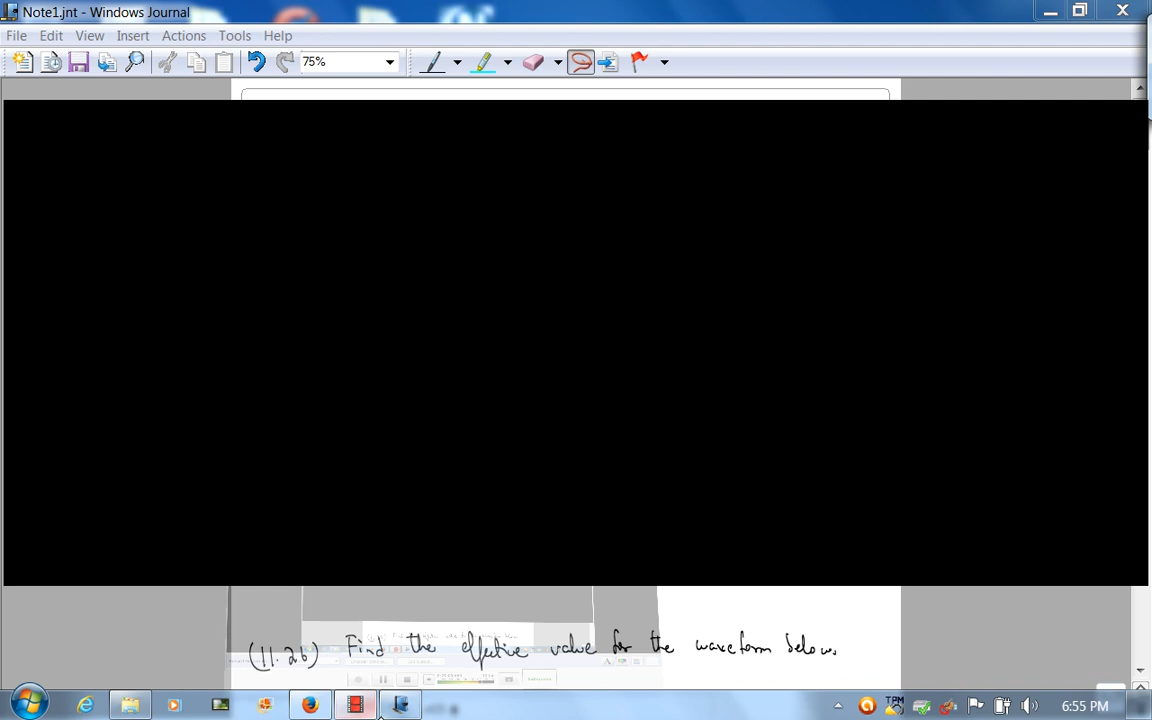 Note1.jnt - Windows Journal
File Edit View Insert Actions Tools Help
75%
(11.26) Find the effective value for the waveform below.
TPM
6:55 PM